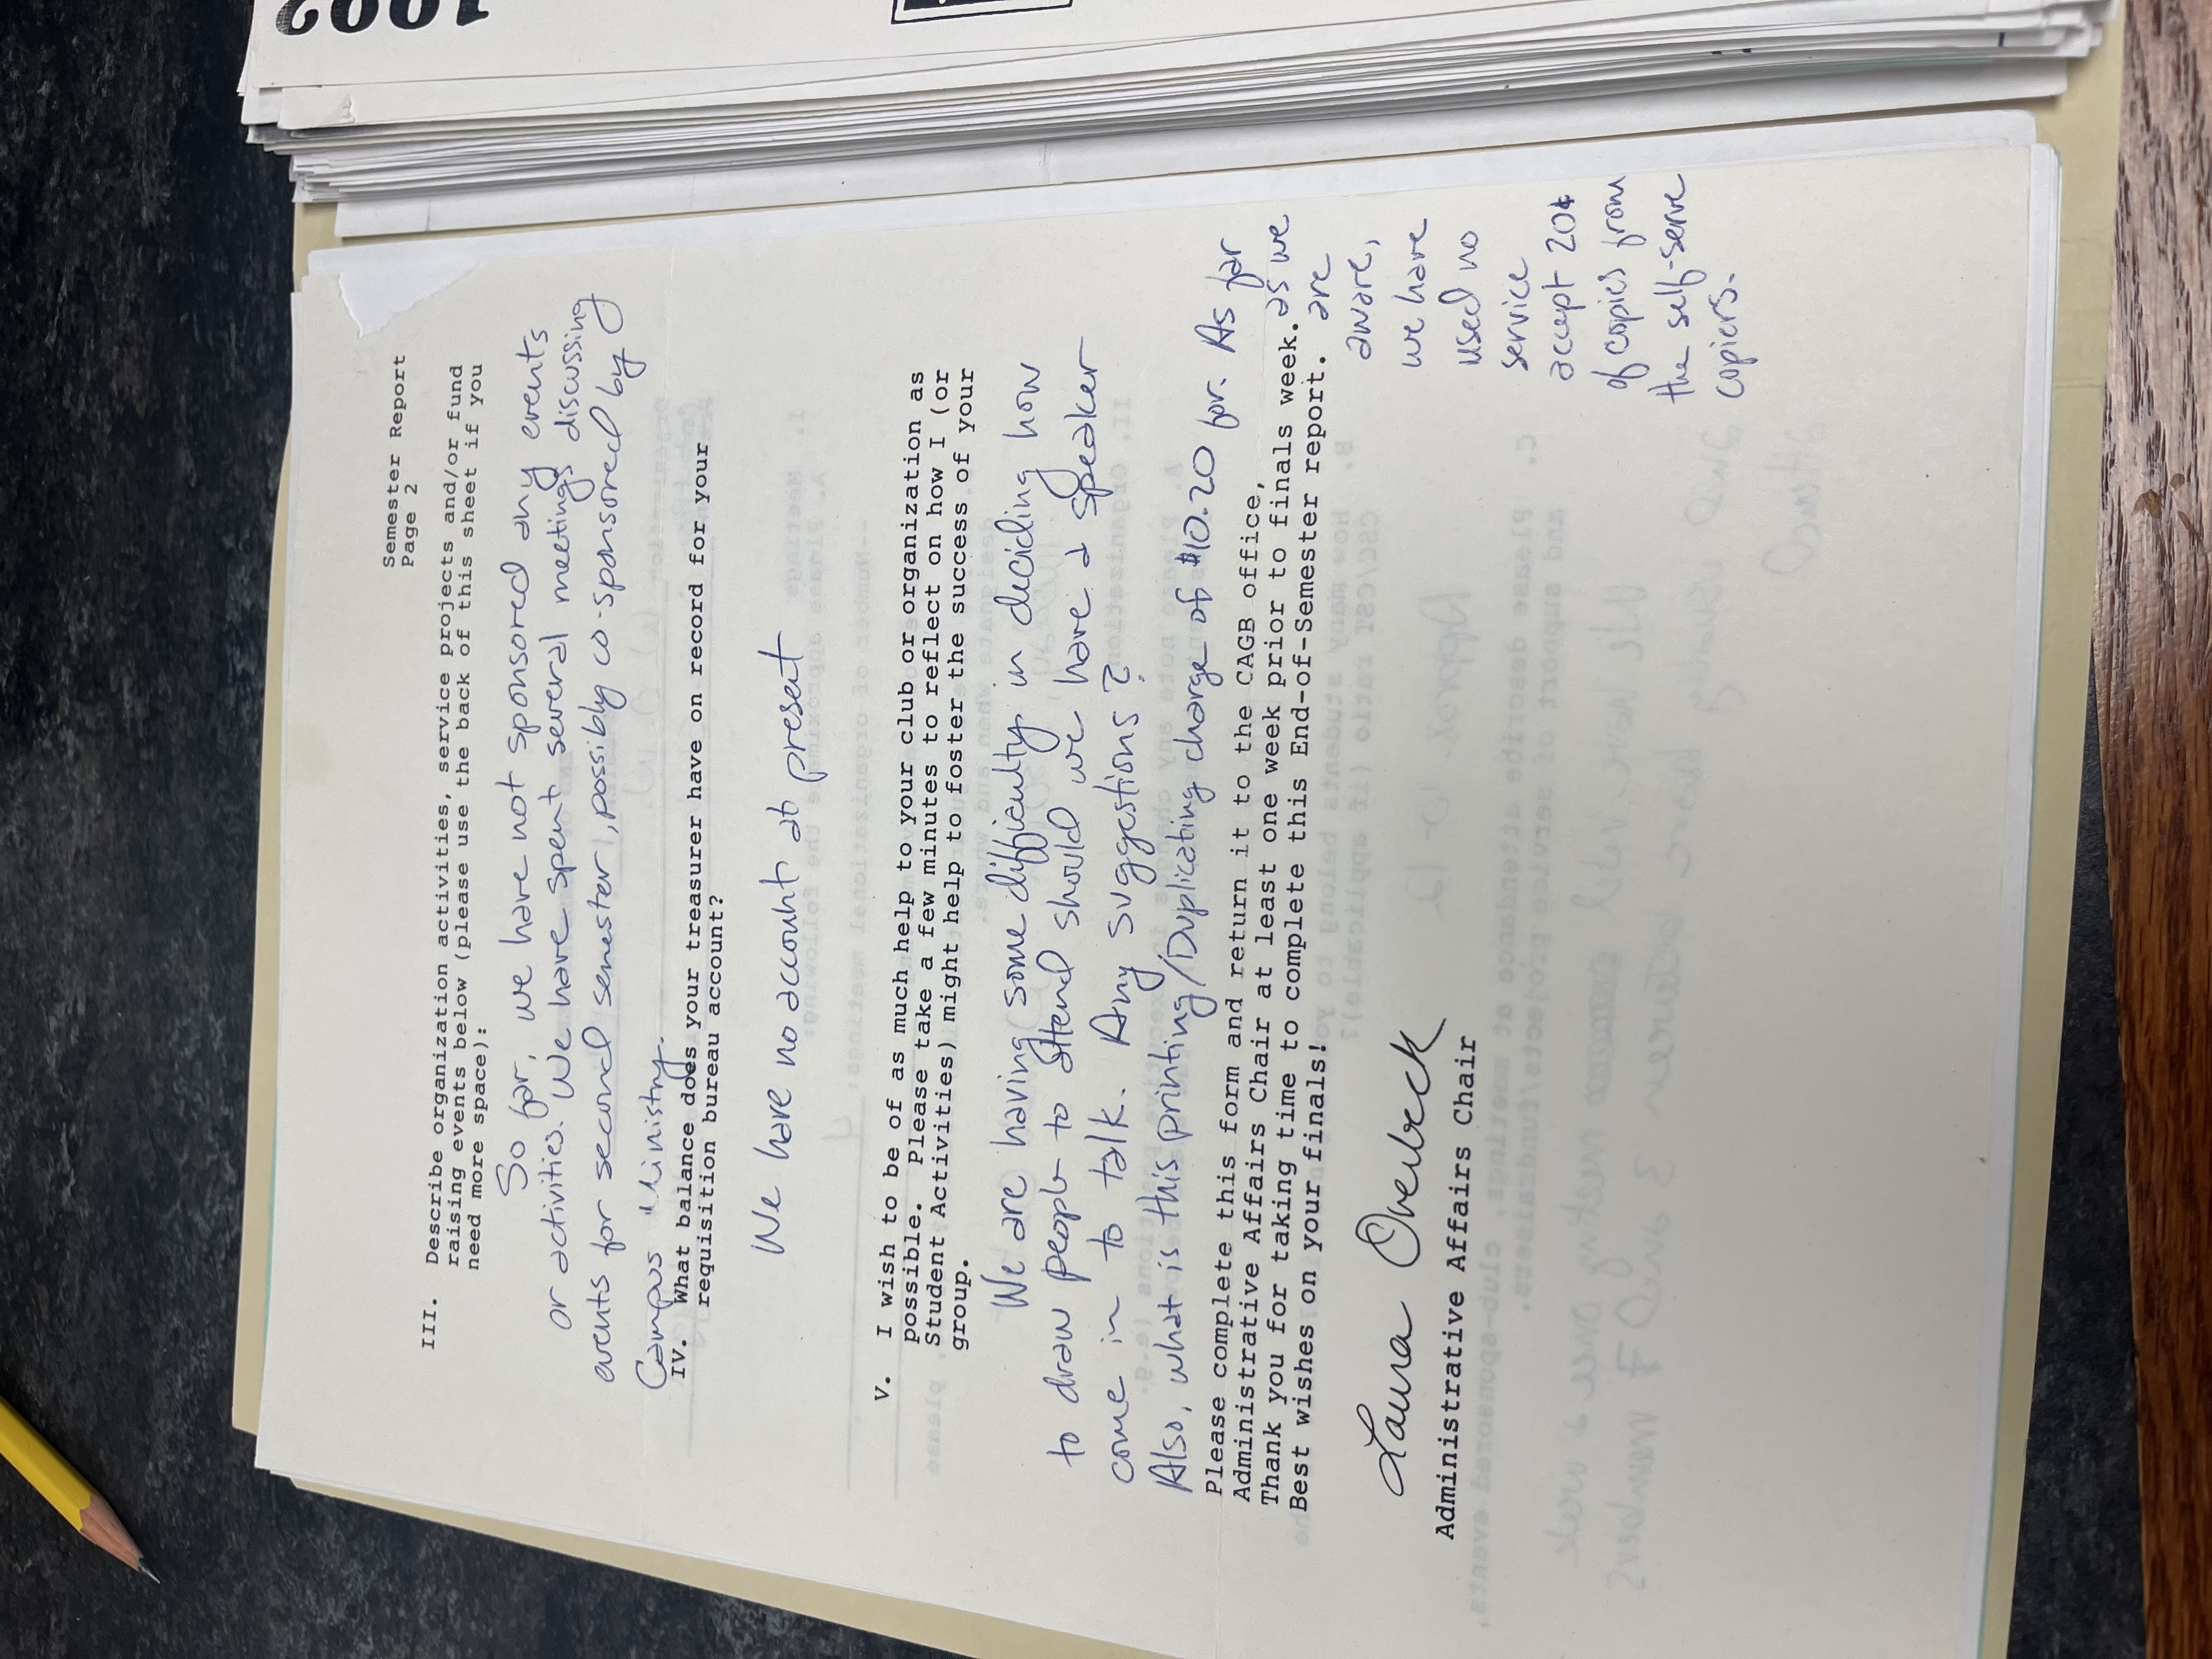 Semester Report
Page 2
III. Describe organization activities, service projects and/or fund
raising events below (please use the back of this sheet if you
need more space):
So far, we have not sponsored any events
or activities. We have spent several meetings discussing
events for second semester, possibly co-sponsored by
Campus Ministry.
IV. What balance does your treasurer have on record for your
requisition bureau account?
We have no account at present
V. I wish to be of as much help to your club or organization as
possible. Please take a few minutes to reflect on how I (or
Student Activities) might help to foster the success of your
group.
We are having some difficulty in deciding how
to draw people to attend should we have a speaker
come in to talk. Any suggestions?
Also, what is this printing/Duplicating charge of $10.20 for. As far
as we
are
aware,
we have
used no
service
accept 20¢
of copies from
the self-serve
copiers.
Please complete this form and return it to the CAGB office,
Administrative Affairs Chair at least one week prior to finals week.
Thank you for taking time to complete this End-of-Semester report.
Best wishes on your finals!
Laura Overbeck
Administrative Affairs Chair
1992